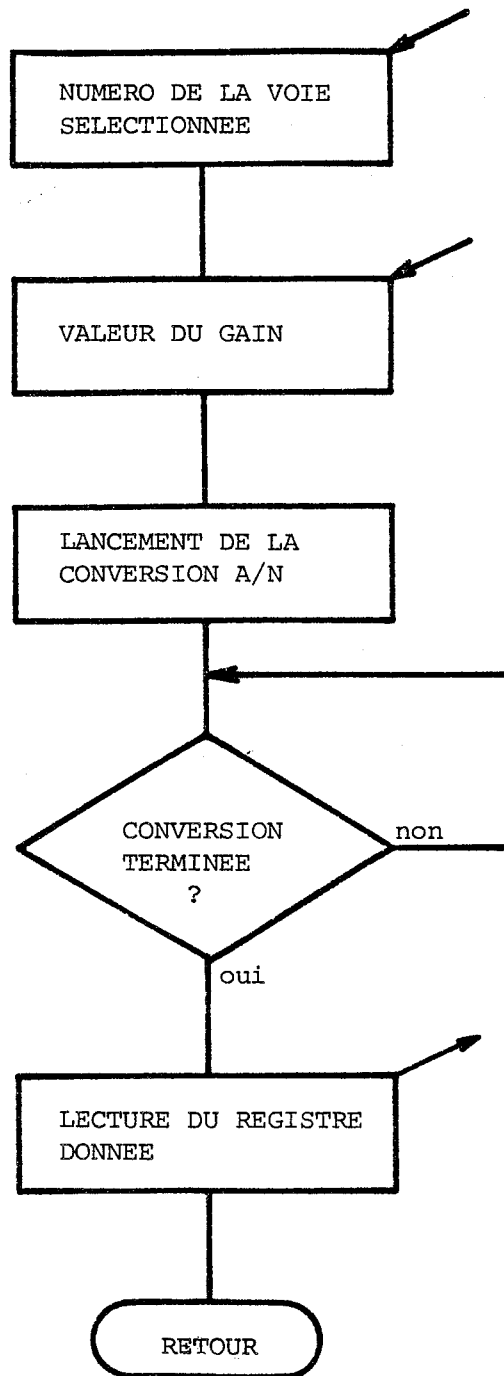 NUMERO DE LA VOIE
SELECTIONNEE
VALEUR DU GAIN
LANCEMENT DE LA
CONVERSION A/N
CONVERSION
TERMINEE
?
non
oui
LECTURE DU REGISTRE
DONNEE
RETOUR